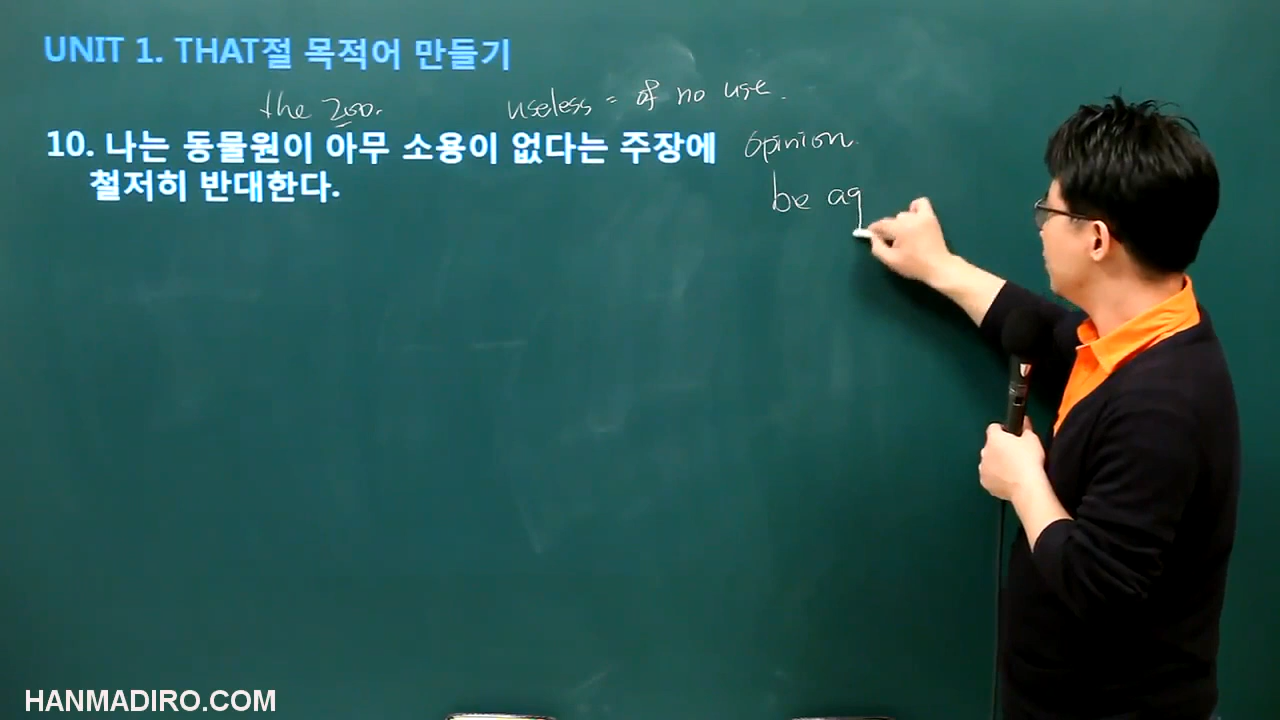 UNIT 1. THAT절 목적어 만들기
the zoo. useless = of no use.
10. 나는 동물원이 아무 소용이 없다는 주장에 opinion.
철저히 반대한다. be ag
HANMADIRO.COM